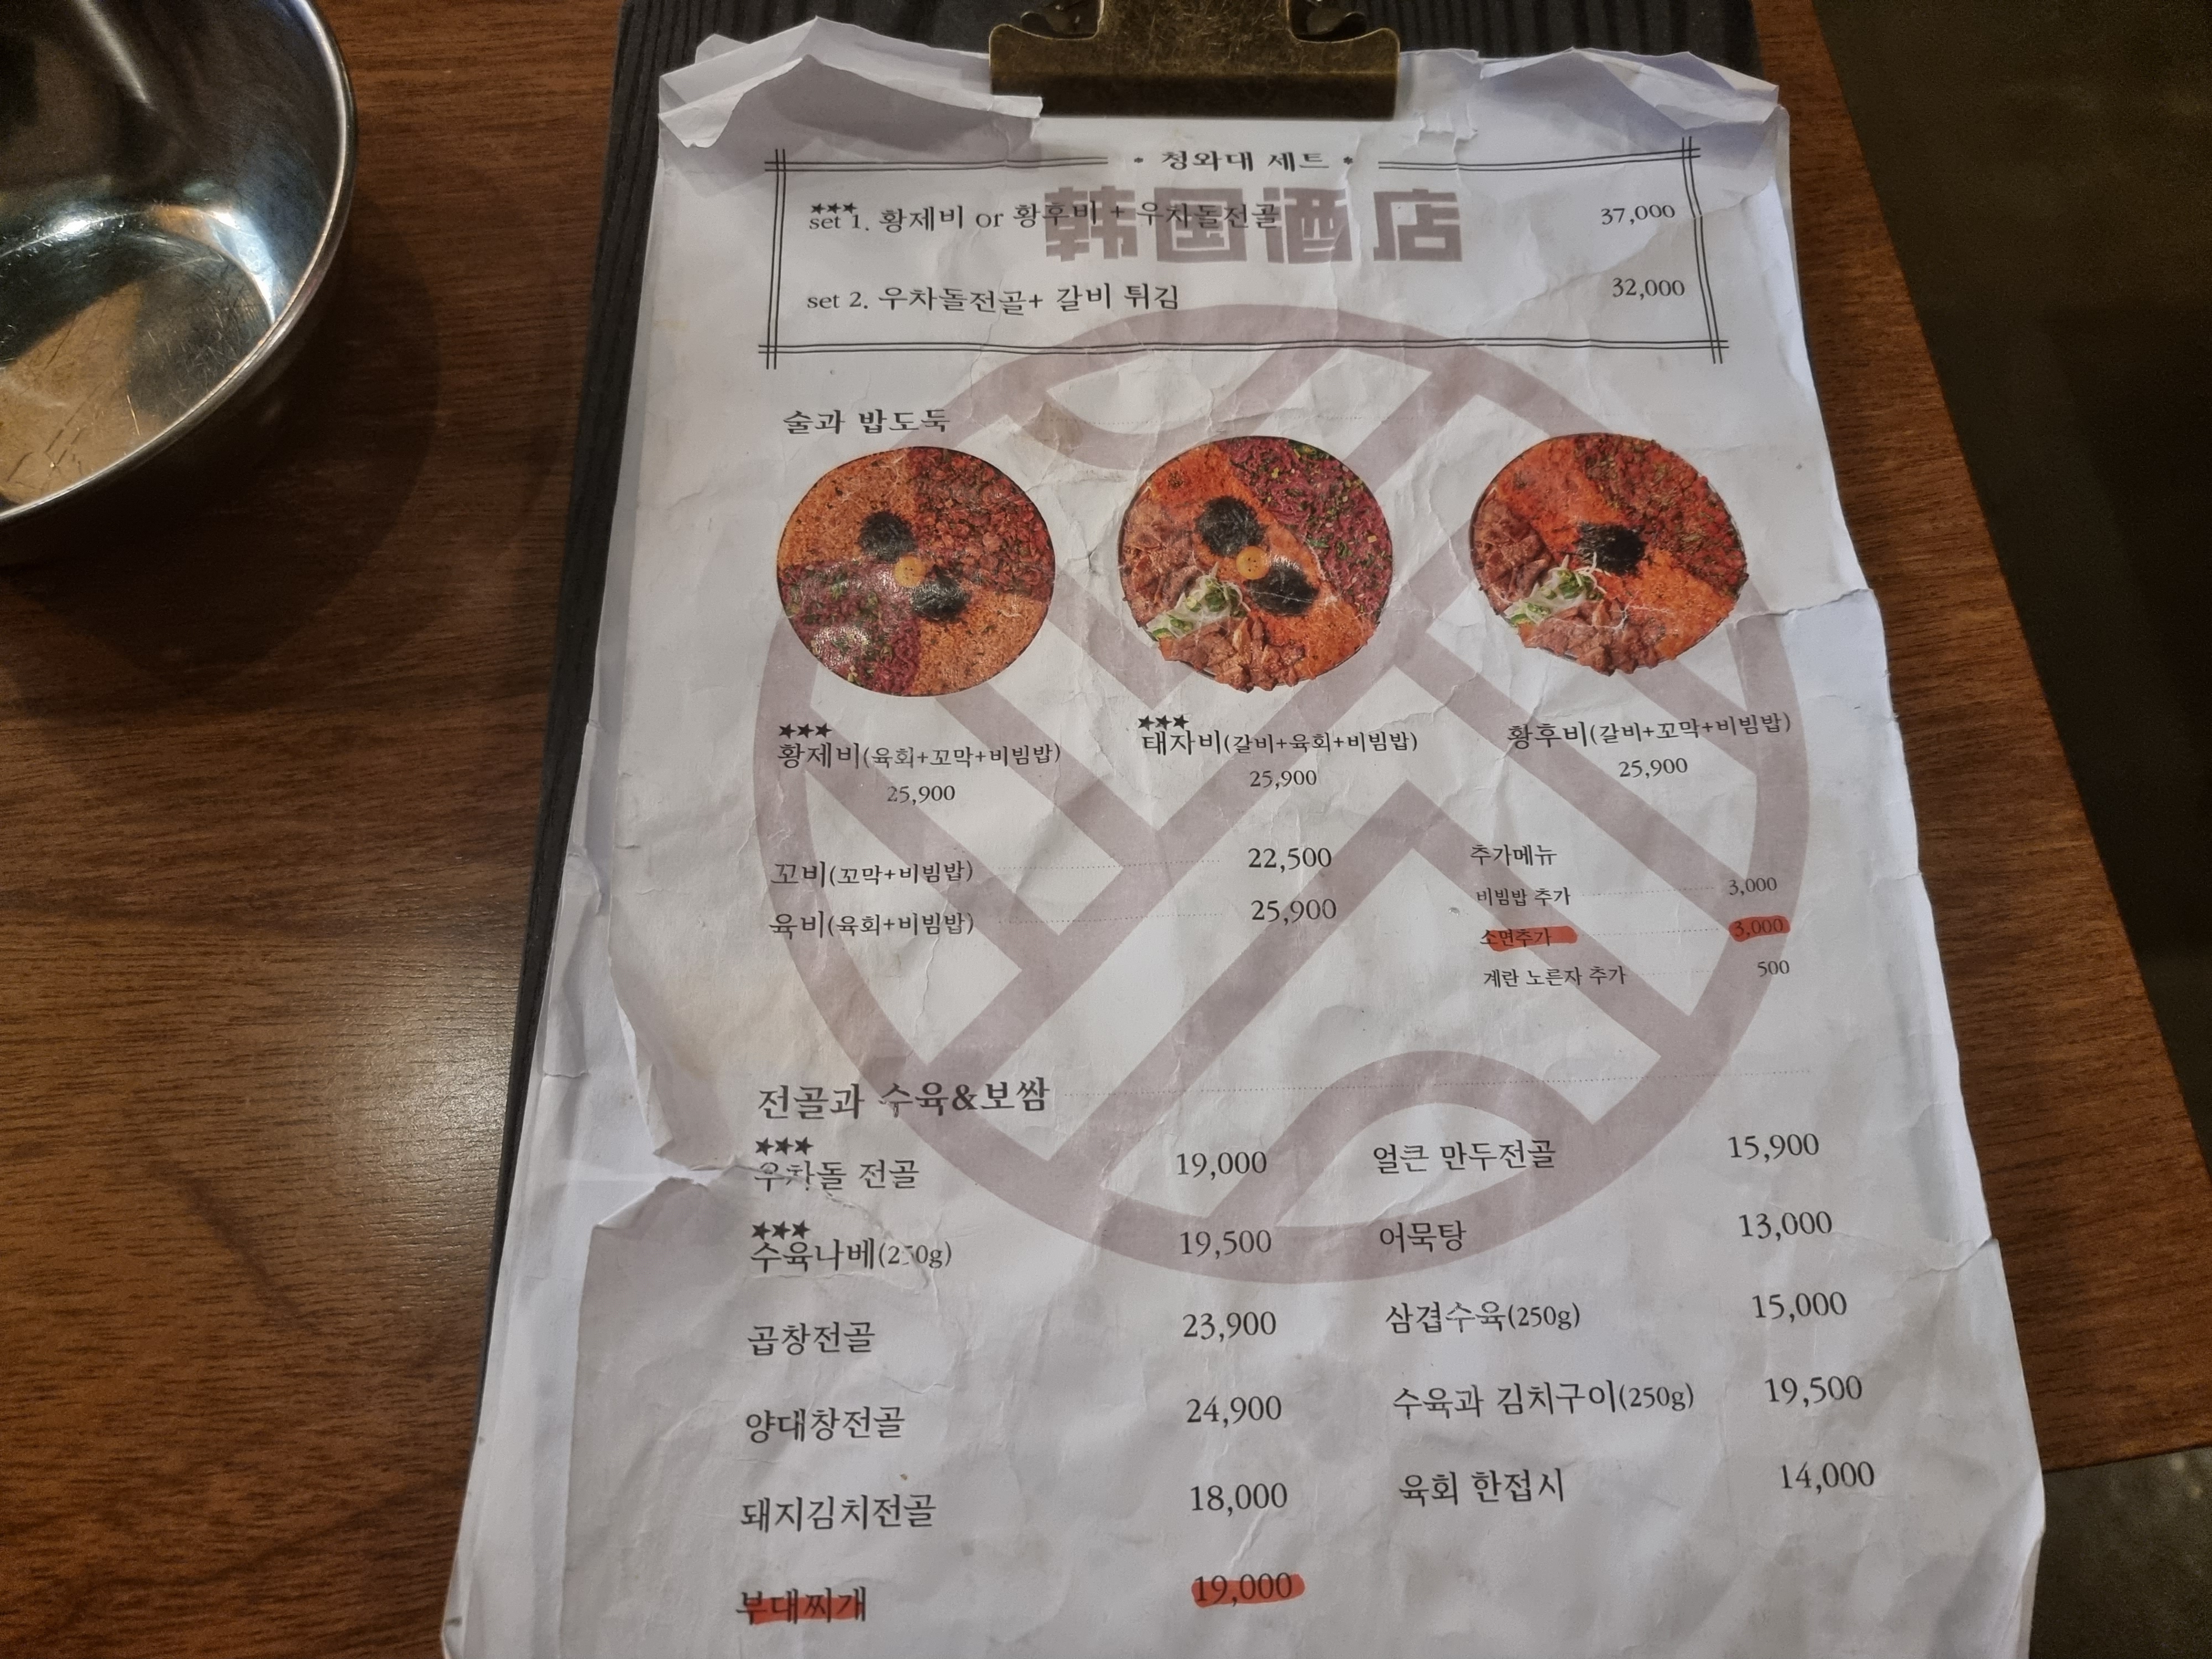 * 청와대 세트 *
韩国酒店
★★★
set 1. 황제비 or 황후비 + 우차돌전골 37,000
set 2. 우차돌전골+ 갈비 튀김 32,000
술과 밥도둑
★★★
황제비(육회+꼬막+비빔밥)
25,900
★★★
태자비(갈비+육회+비빔밥)
25,900
황후비(갈비+꼬막+비빔밥)
25,900
꼬비(꼬막+비빔밥) 22,500
육비(육회+비빔밥) 25,900
추가메뉴
비빔밥 추가 3,000
소면추가 3,000
계란 노른자 추가 500
전골과 수육&보쌈
★★★
우차돌 전골 19,000
★★★
수육나베(250g) 19,500
곱창전골 23,900
양대창전골 24,900
돼지김치전골 18,000
부대찌개 19,000
얼큰 만두전골 15,900
어묵탕 13,000
삼겹수육(250g) 15,000
수육과 김치구이(250g) 19,500
육회 한접시 14,000